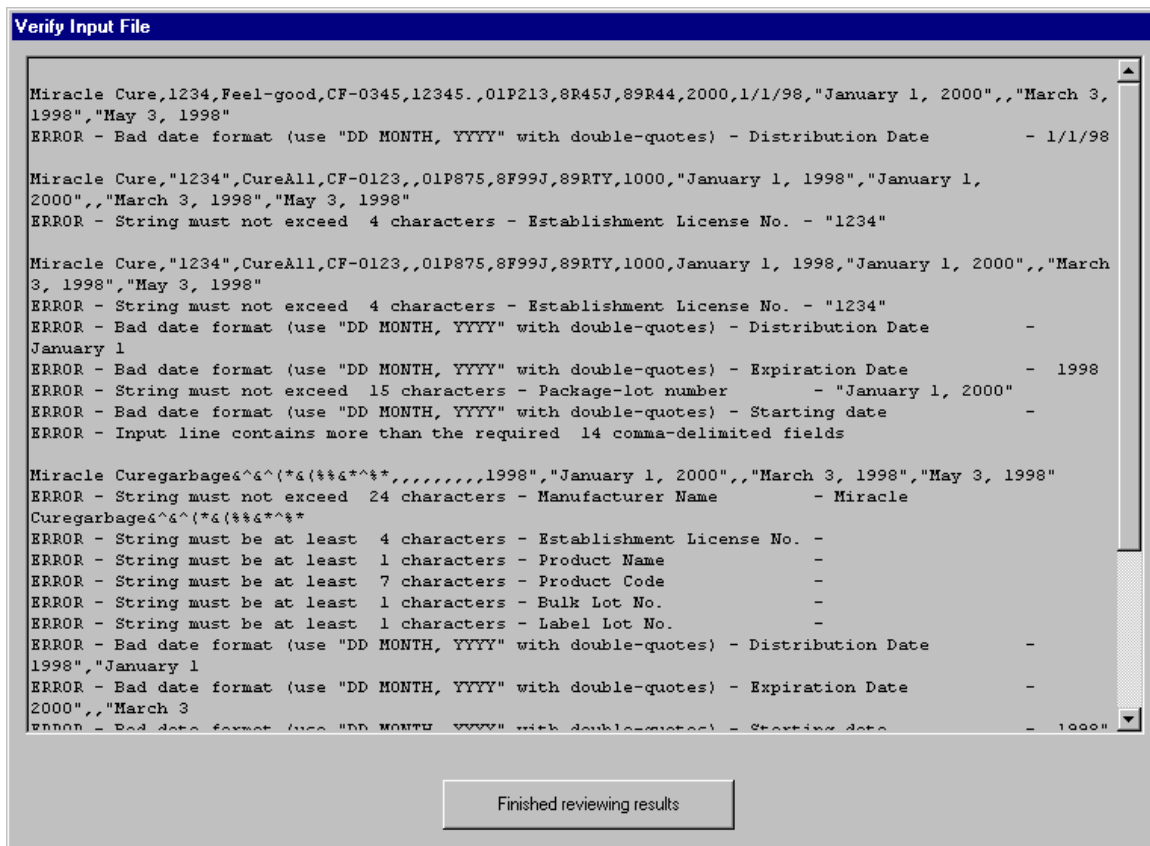 Verify Input File
Miracle Cure,1234,Feel-good,CF-0345,12345.,01P213,8R45J,89R44,2000,1/1/98,"January 1, 2000",,"March 3,
1998","May 3, 1998"
ERROR - Bad date format (use "DD MONTH, YYYY" with double-quotes) - Distribution Date - 1/1/98
Miracle Cure,"1234",CureAll,CF-0123,,01P875,8F99J,89RTY,1000,"January 1, 1998","January 1,
2000",,"March 3, 1998","May 3, 1998"
ERROR - String must not exceed 4 characters - Establishment License No. - "1234"
Miracle Cure,"1234",CureAll,CF-0123,,01P875,8F99J,89RTY,1000,January 1, 1998,"January 1, 2000",,"March
3, 1998","May 3, 1998"
ERROR - String must not exceed 4 characters - Establishment License No. - "1234"
ERROR - Bad date format (use "DD MONTH, YYYY" with double-quotes) - Distribution Date -
January 1
ERROR - Bad date format (use "DD MONTH, YYYY" with double-quotes) - Expiration Date - 1998
ERROR - String must not exceed 15 characters - Package-lot number - "January 1, 2000"
ERROR - Bad date format (use "DD MONTH, YYYY" with double-quotes) - Starting date -
ERROR - Input line contains more than the required 14 comma-delimited fields
Miracle Curegarbage&^&^(*&(%%&*^%*,,,,,,,,,1998","January 1, 2000",,"March 3, 1998","May 3, 1998"
ERROR - String must not exceed 24 characters - Manufacturer Name - Miracle
Curegarbage&^&^(*&(%%&*^%*
ERROR - String must be at least 4 characters - Establishment License No. -
ERROR - String must be at least 1 characters - Product Name -
ERROR - String must be at least 7 characters - Product Code -
ERROR - String must be at least 1 characters - Bulk Lot No. -
ERROR - String must be at least 1 characters - Label Lot No. -
ERROR - Bad date format (use "DD MONTH, YYYY" with double-quotes) - Distribution Date -
1998","January 1
ERROR - Bad date format (use "DD MONTH, YYYY" with double-quotes) - Expiration Date -
2000",,"March 3
ERROR - Bad date format (use "DD MONTH, YYYY" with double-quotes) - Starting date - 1998"
Finished reviewing results